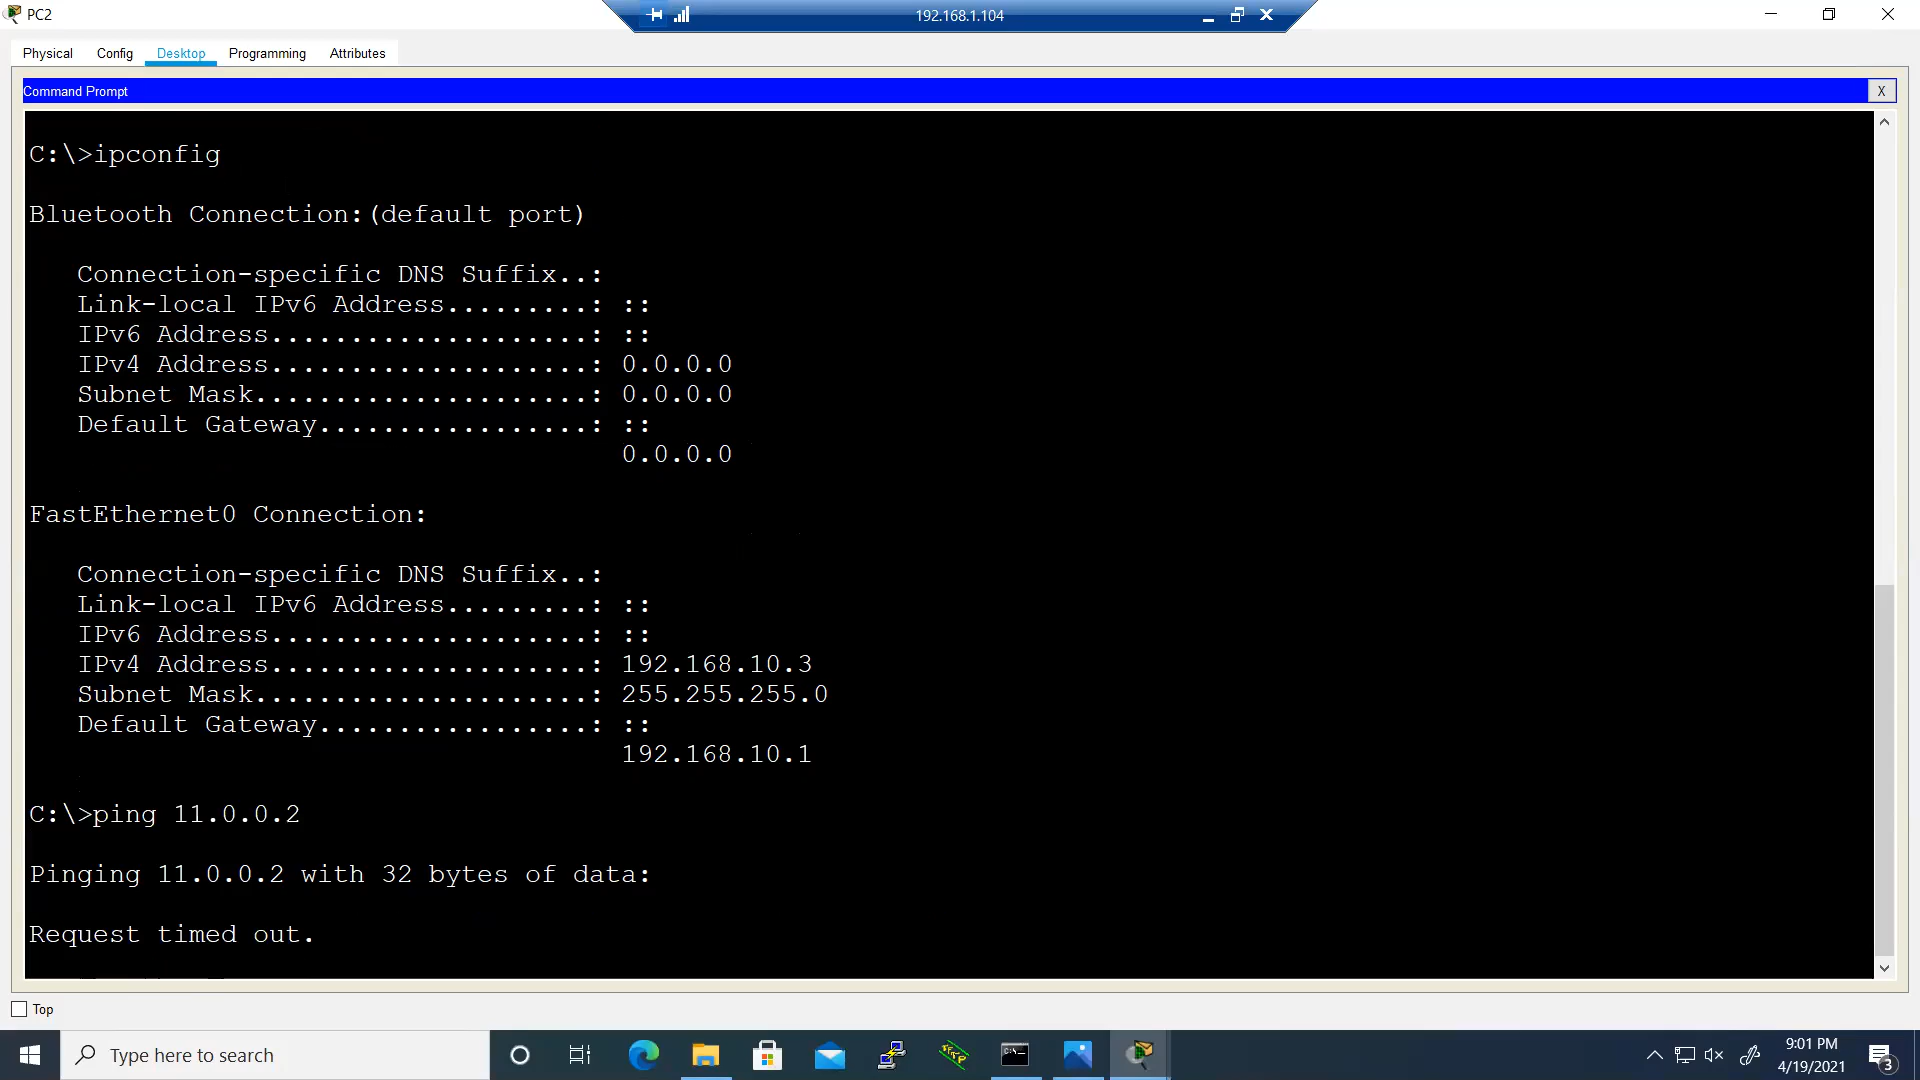 PC2
192.168.1.104
Physical Config Desktop Programming Attributes
Command Prompt
X
C:\>ipconfig
Bluetooth Connection:(default port)
Connection-specific DNS Suffix..:
Link-local IPv6 Address.........: ::
IPv6 Address....................: ::
IPv4 Address....................: 0.0.0.0
Subnet Mask.....................: 0.0.0.0
Default Gateway.................: ::
0.0.0.0
FastEthernet0 Connection:
Connection-specific DNS Suffix..:
Link-local IPv6 Address.........: ::
IPv6 Address....................: ::
IPv4 Address....................: 192.168.10.3
Subnet Mask.....................: 255.255.255.0
Default Gateway.................: ::
192.168.10.1
C:\>ping 11.0.0.2
Pinging 11.0.0.2 with 32 bytes of data:
Request timed out.
Top
Type here to search
9:01 PM
4/19/2021
3